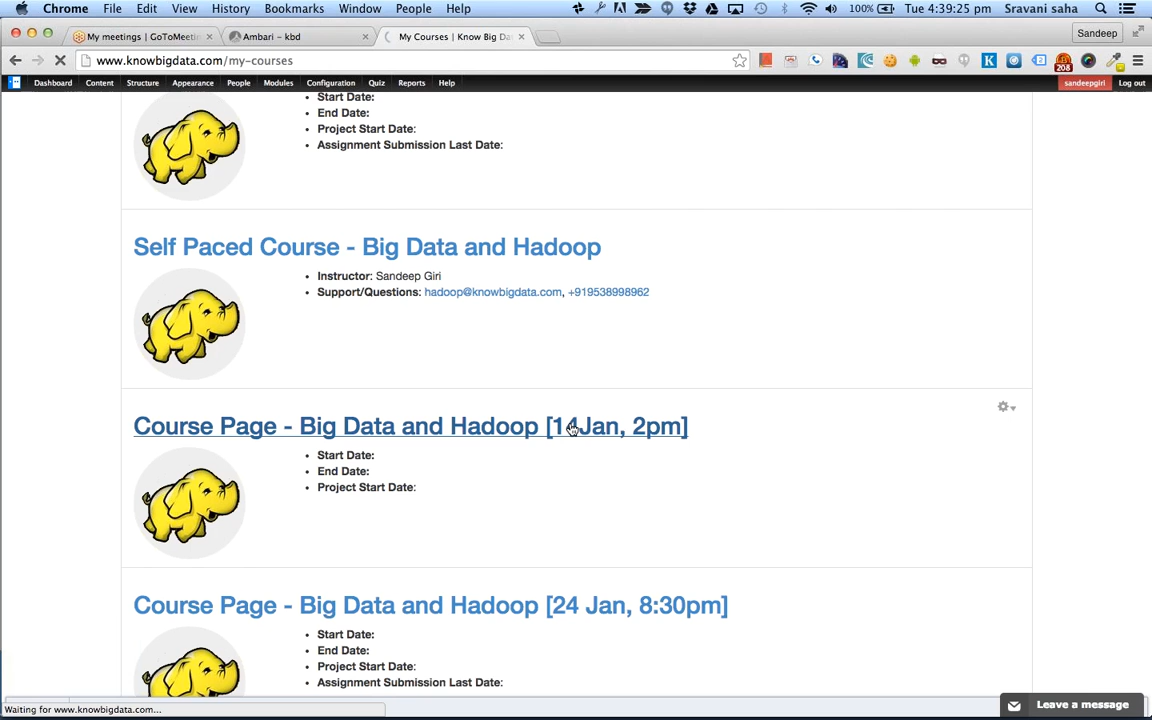 Chrome File Edit View History Bookmarks Window People Help 100% Tue 4:39:25 pm Sravani saha
My meetings | GoToMeeti Ambari - kbd My Courses | Know Big Da Sandeep
www.knowbigdata.com/my-courses 208
Dashboard Content Structure Appearance People Modules Configuration Quiz Reports Help sandeepgiri Log out
Start Date:
End Date:
Project Start Date:
Assignment Submission Last Date:
Self Paced Course - Big Data and Hadoop
Instructor: Sandeep Giri
Support/Questions: hadoop@knowbigdata.com, +919538998962
Course Page - Big Data and Hadoop [14 Jan, 2pm]
Start Date:
End Date:
Project Start Date:
Course Page - Big Data and Hadoop [24 Jan, 8:30pm]
Start Date:
End Date:
Project Start Date:
Assignment Submission Last Date:
Waiting for www.knowbigdata.com... Leave a message